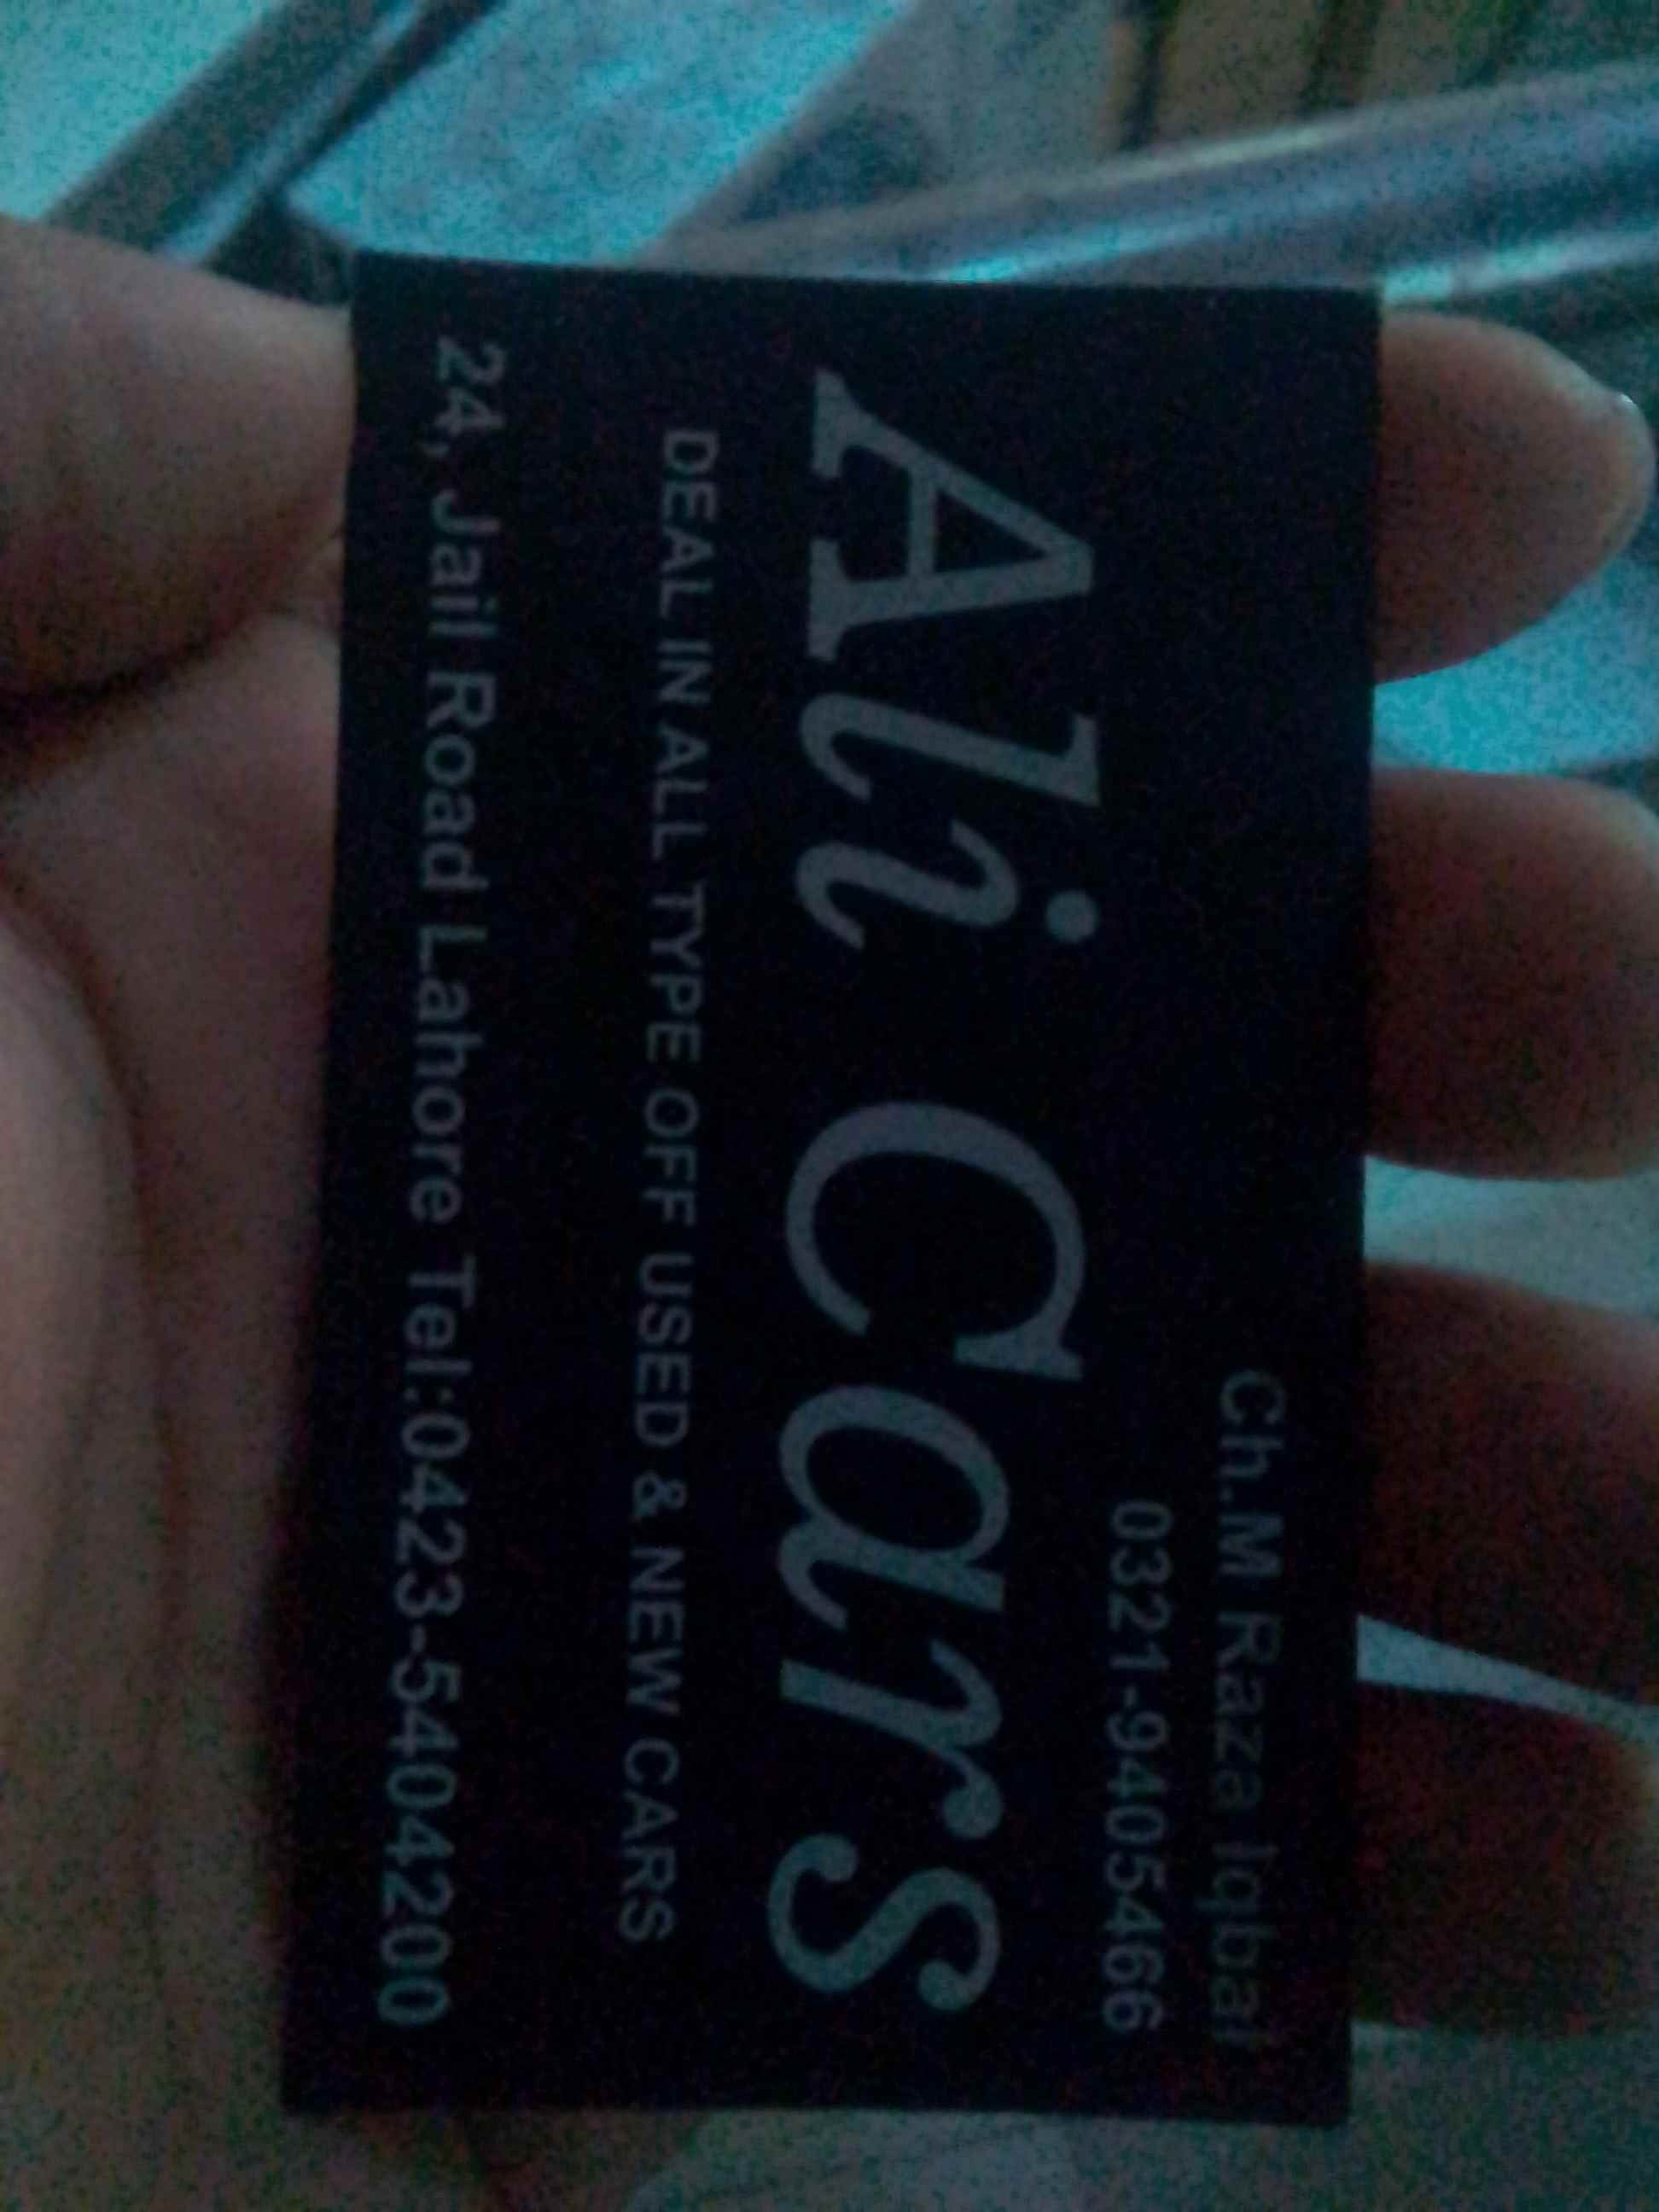 Ch.M Raza Iqbal
0321-9405466
Ali Cars
DEAL IN ALL TYPE OFF USED & NEW CARS
24, Jail Road Lahore Tel:0423-5404200